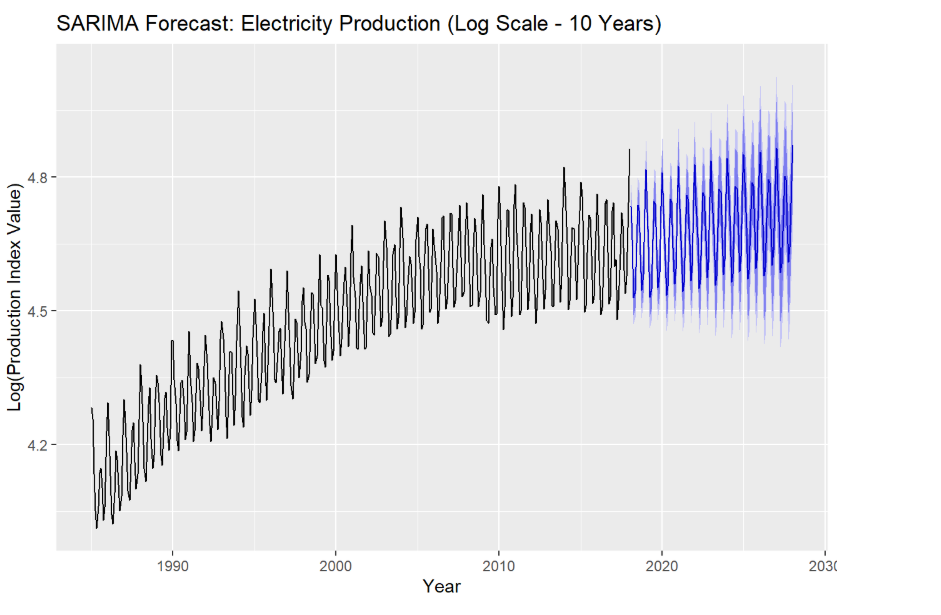 SARIMA Forecast: Electricity Production (Log Scale - 10 Years)
Log(Production Index Value)
4.8
4.5
4.2
1990 2000 2010 2020 2030
Year